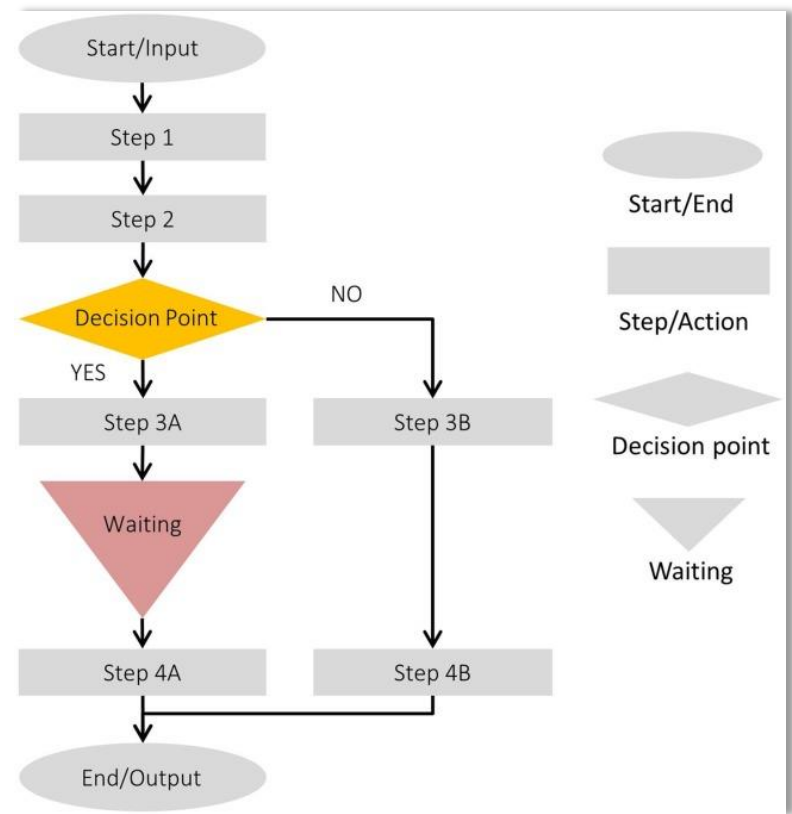 Start/Input
Step 1
Step 2
Decision Point
NO
YES
Step 3A
Step 3B
Waiting
Step 4A
Step 4B
End/Output
Start/End
Step/Action
Decision point
Waiting